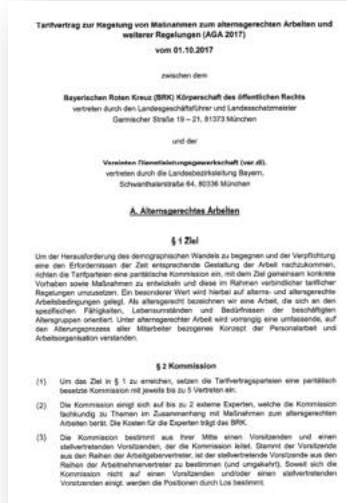 Tarifvertrag zur Regelung von Maßnahmen zum alternsgerechten Arbeiten und
weiterer Regelungen (AGA 2017)
vom 01.10.2017
zwischen dem
Bayerischen Roten Kreuz (BRK) Körperschaft des öffentlichen Rechts
vertreten durch den Landesgeschäftsführer und Landesschatzmeister
Garmischer Straße 19 – 21, 81373 München
und der
Vereinten Dienstleistungsgewerkschaft (ver.di),
vertreten durch die Landesbezirksleitung Bayern,
Schwanthalerstraße 64, 80336 München
A. Alternsgerechtes Arbeiten
§ 1 Ziel
Um der Herausforderung des demographischen Wandels zu begegnen und der Verpflichtung
eine den Erfordernissen der Zeit entsprechende Gestaltung der Arbeit nachzukommen,
richten die Tarifparteien eine paritätische Kommission ein, mit dem Ziel gemeinsam konkrete
Vorhaben sowie Maßnahmen zu entwickeln und diese im Rahmen verbindlicher tariflicher
Regelungen umzusetzen. Ein besonderer Wert wird hierbei auf alterns- und altersgerechte
Arbeitsbedingungen gelegt. Als altersgerecht bezeichnen wir eine Arbeit, die sich an den
spezifischen Fähigkeiten, Lebensumständen und Bedürfnissen der beschäftigten
Altersgruppen orientiert. Unter alternsgerechter Arbeit wird vorrangig eine umfassende, auf
den Alterungsprozess aller Mitarbeiter bezogenes Konzept der Personalarbeit und
Arbeitsorganisation verstanden.
§ 2 Kommission
(1) Um das Ziel in § 1 zu erreichen, setzen die Tarifvertragsparteien eine paritätisch
besetzte Kommission mit jeweils bis zu 5 Vertretern ein.
(2) Die Kommission einigt sich auf bis zu 2 externe Experten, welche die Kommission
fachkundig zu Themen im Zusammenhang mit Maßnahmen zum alternsgerechten
Arbeiten berät. Die Kosten für die Experten trägt das BRK.
(3) Die Kommission bestimmt aus ihrer Mitte einen Vorsitzenden und einen
stellvertretenden Vorsitzenden, der die Kommission leitet. Stammt der Vorsitzende
aus den Reihen der Arbeitgebervertreter, ist der stellvertretende Vorsitzende aus den
Reihen der Arbeitnehmervertreter zu bestimmen (und umgekehrt). Soweit sich die
Kommission nicht auf einen Vorsitzenden und/oder einen stellvertretenden
Vorsitzenden einigt, werden die Positionen durch Los bestimmt.